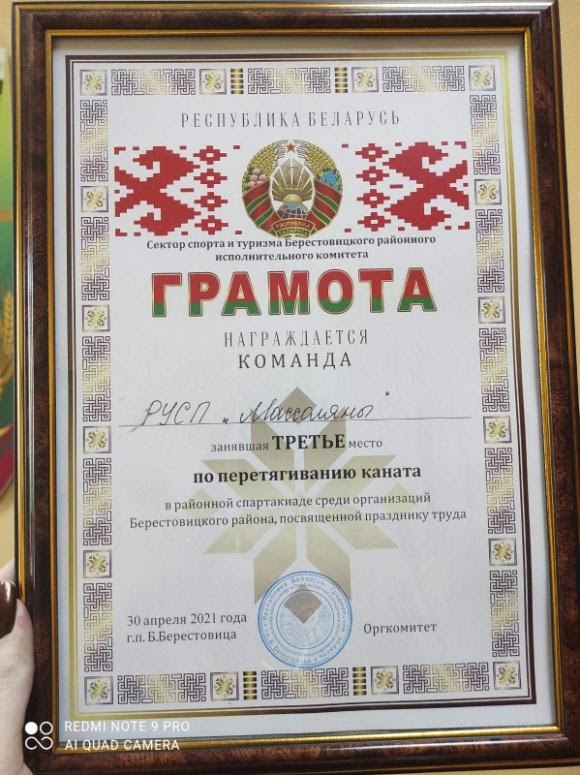 РЕСПУБЛИКА БЕЛАРУСЬ
Сектор спорта и туризма Берестовицкого районного
исполнительного комитета
ГРАМОТА
НАГРАЖДАЕТСЯ
КОМАНДА
РУСП „Массоляны"
занявшая ТРЕТЬЕ место
по перетягиванию каната
в районной спартакиаде среди организаций
Берестовицкого района, посвященной празднику труда
30 апреля 2021 года
г.п. Б.Берестовица
Оргкомитет
REDMI NOTE 9 PRO
AI QUAD CAMERA